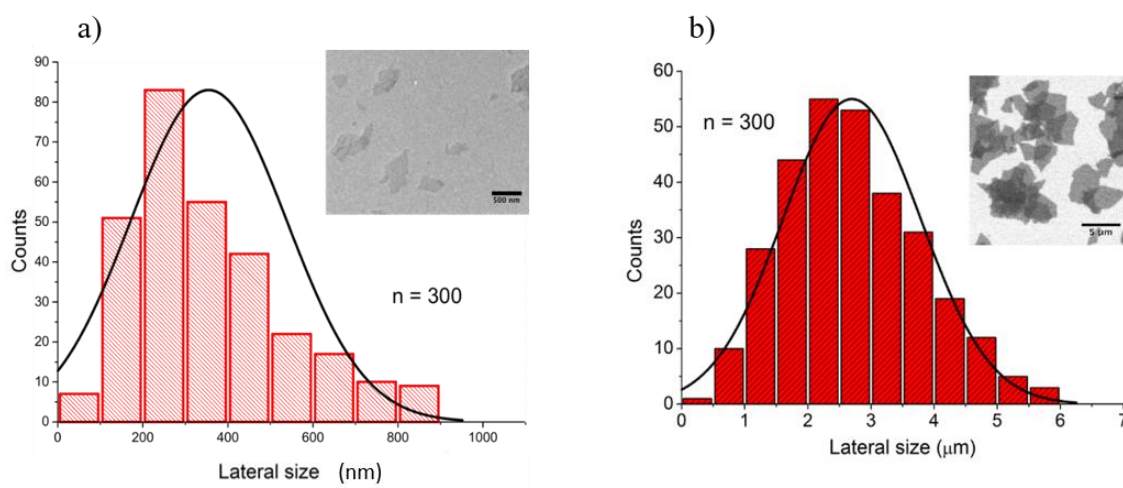 a)
90
80
70
60
50
40
30
20
10
0
Counts
n = 300
500 nm
0 200 400 600 800 1000
Lateral size (nm)
b)
60
50
40
30
20
10
0
Counts
n = 300
5 μm
0 1 2 3 4 5 6 7
Lateral size (μm)